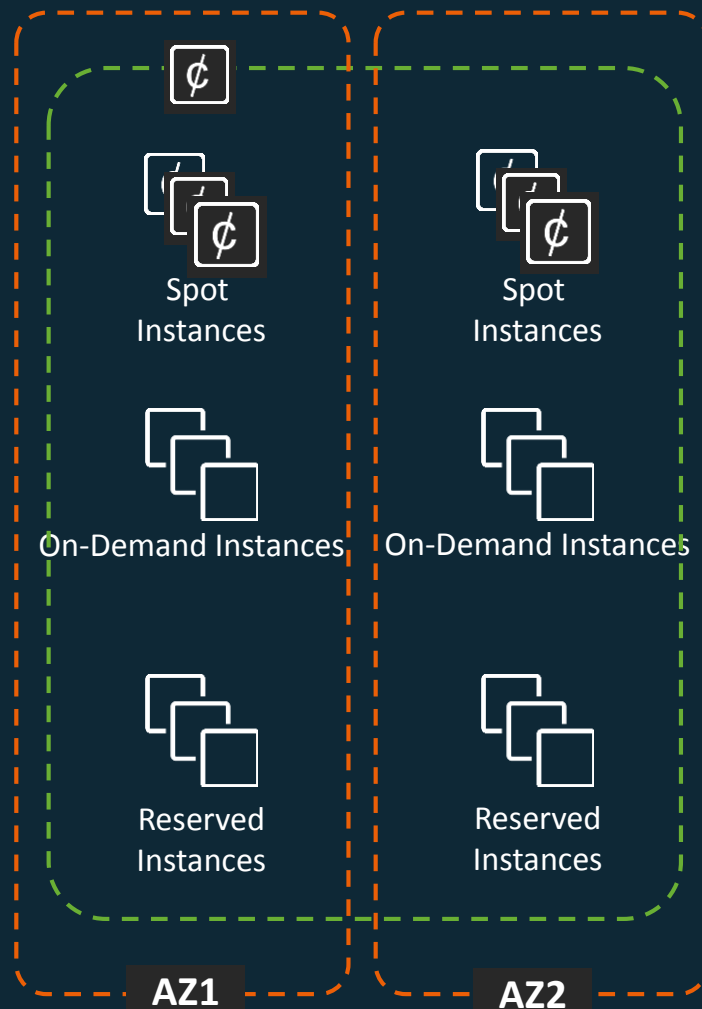 ¢
¢
¢
Spot
Instances
Spot
Instances
On-Demand Instances
On-Demand Instances
Reserved
Instances
Reserved
Instances
AZ1
AZ2